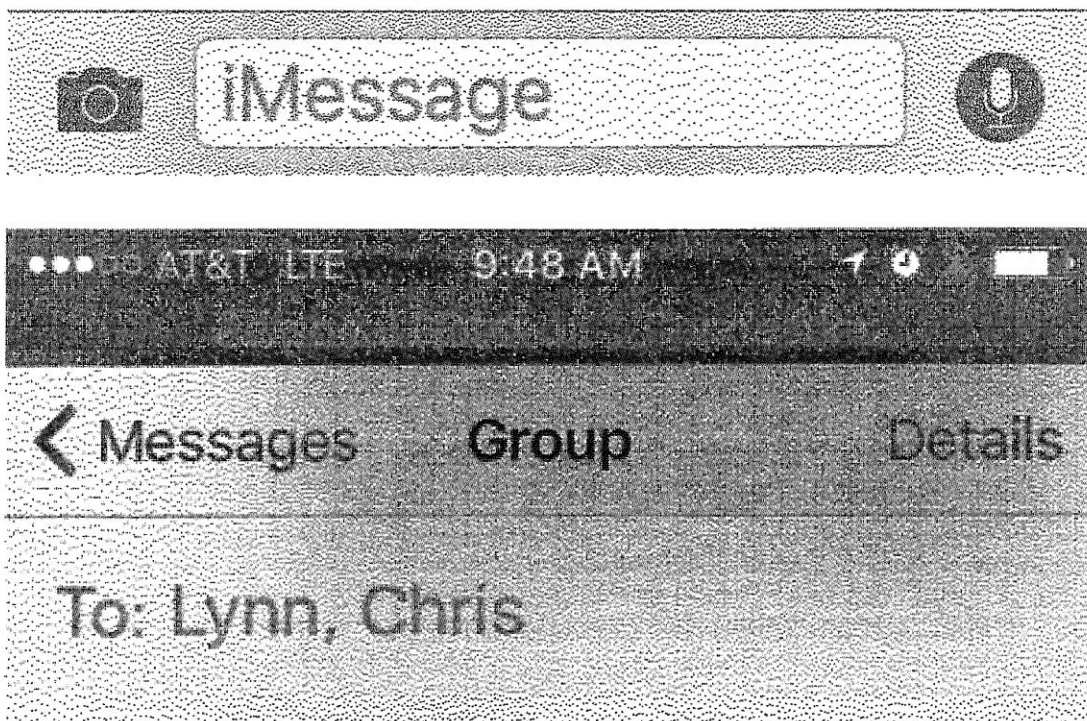 iMessage
AT&T LTE 9:48 AM
Messages Group Details
To: Lynn, Chris